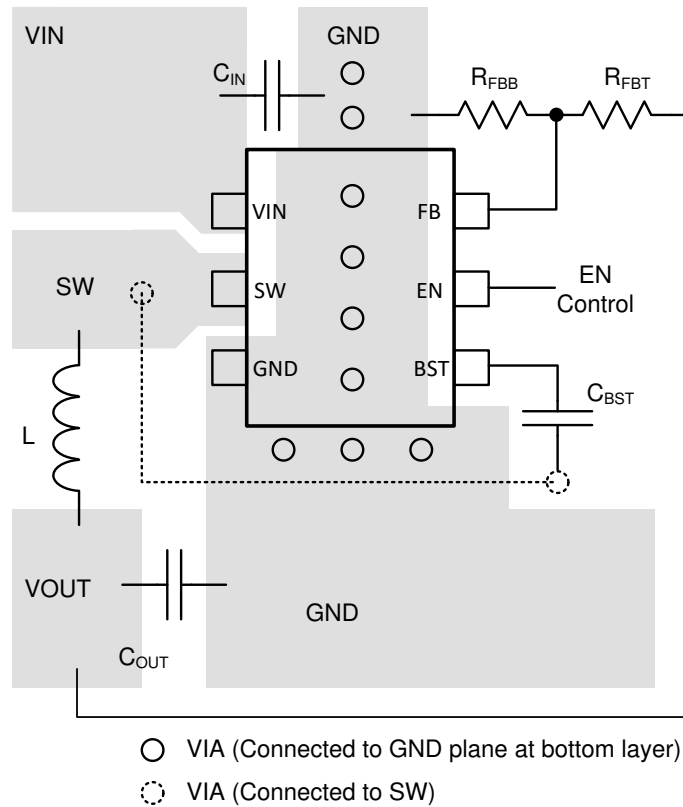 VIN
GND
CIN
RFBB
RFBT
VIN
FB
SW
SW
EN
EN
Control
GND
BST
CBST
L
VOUT
GND
COUT
VIA (Connected to GND plane at bottom layer)
VIA (Connected to SW)